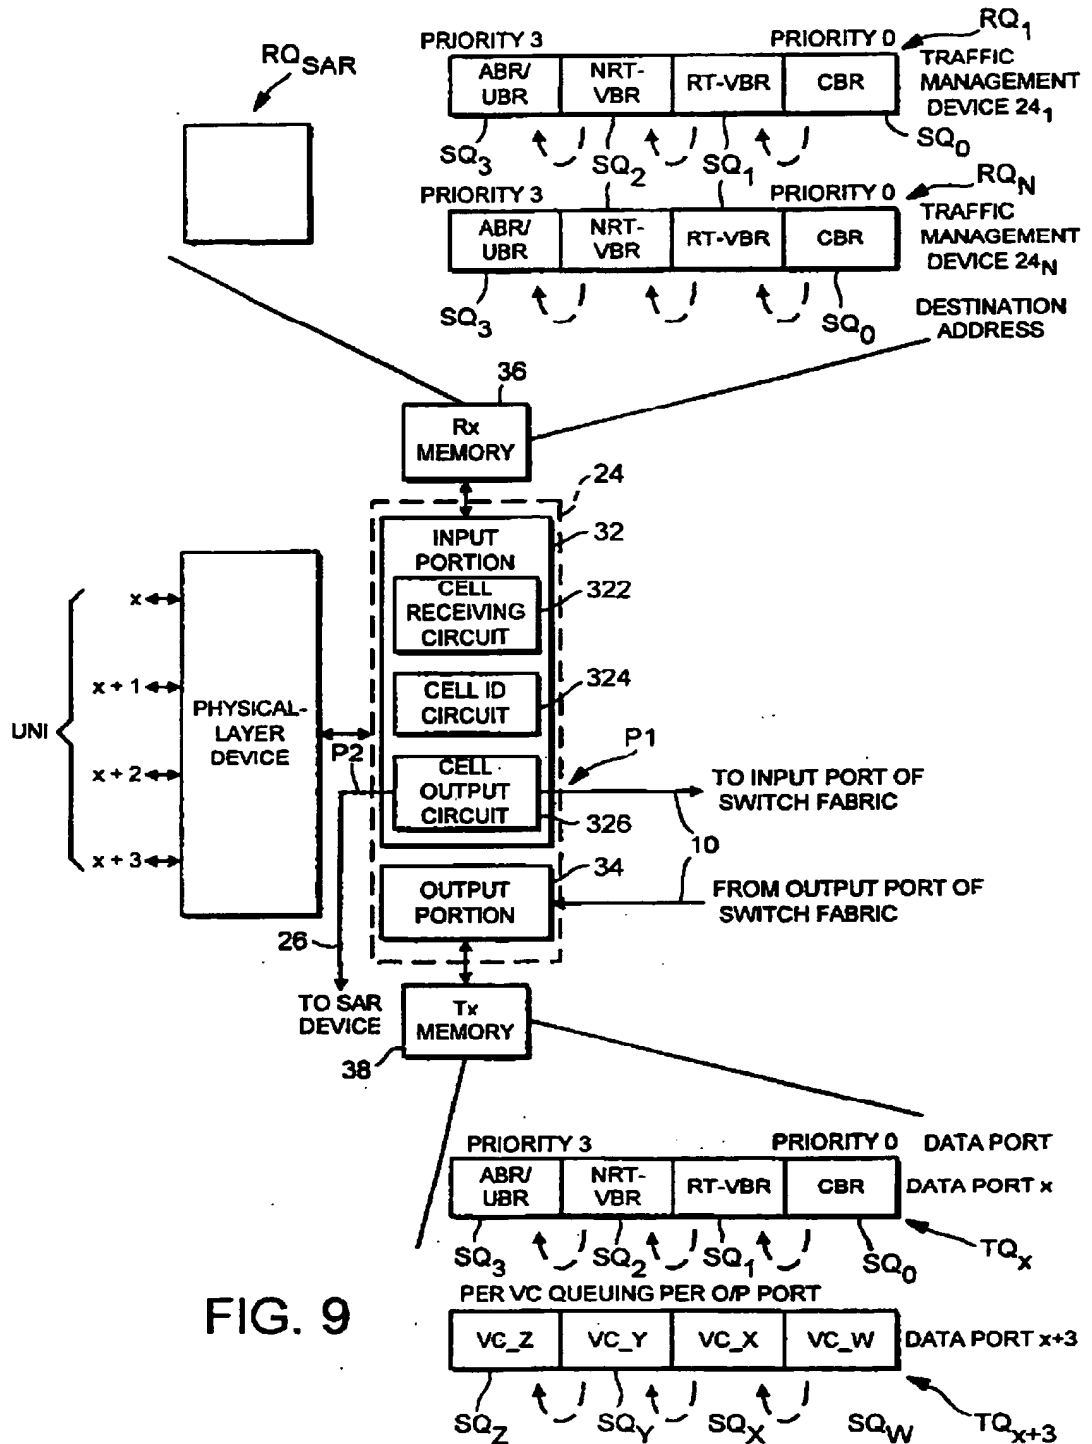 RQ1
PRIORITY 3 PRIORITY 0
RQSAR
ABR/ UBR NRT- VBR RT-VBR CBR
TRAFFIC
MANAGEMENT
DEVICE 24₁
SQ3 SQ2 SQ1 SQ0
PRIORITY 3 PRIORITY 0
RQN
ABR/ UBR NRT- VBR RT-VBR CBR
TRAFFIC
MANAGEMENT
DEVICE 24N
SQ3 SQ0
DESTINATION
ADDRESS
36
Rx
MEMORY
24
32
INPUT
PORTION
CELL
RECEIVING
CIRCUIT
322
CELL ID
CIRCUIT
324
CELL
OUTPUT
CIRCUIT
326
P1
P2
UNI
x
x + 1
x + 2
x + 3
PHYSICAL-
LAYER
DEVICE
TO INPUT PORT OF
SWITCH FABRIC
10
FROM OUTPUT PORT OF
SWITCH FABRIC
34
OUTPUT
PORTION
26
TO SAR
DEVICE
Tx
MEMORY
38
PRIORITY 3 PRIORITY 0 DATA PORT
ABR/ UBR NRT- VBR RT-VBR CBR DATA PORT x
SQ3 SQ2 SQ1 SQ0 TQx
PER VC QUEUING PER O/P PORT
VC_Z VC_Y VC_X VC_W DATA PORT x+3
SQZ SQY SQX SQW TQx+3
FIG. 9